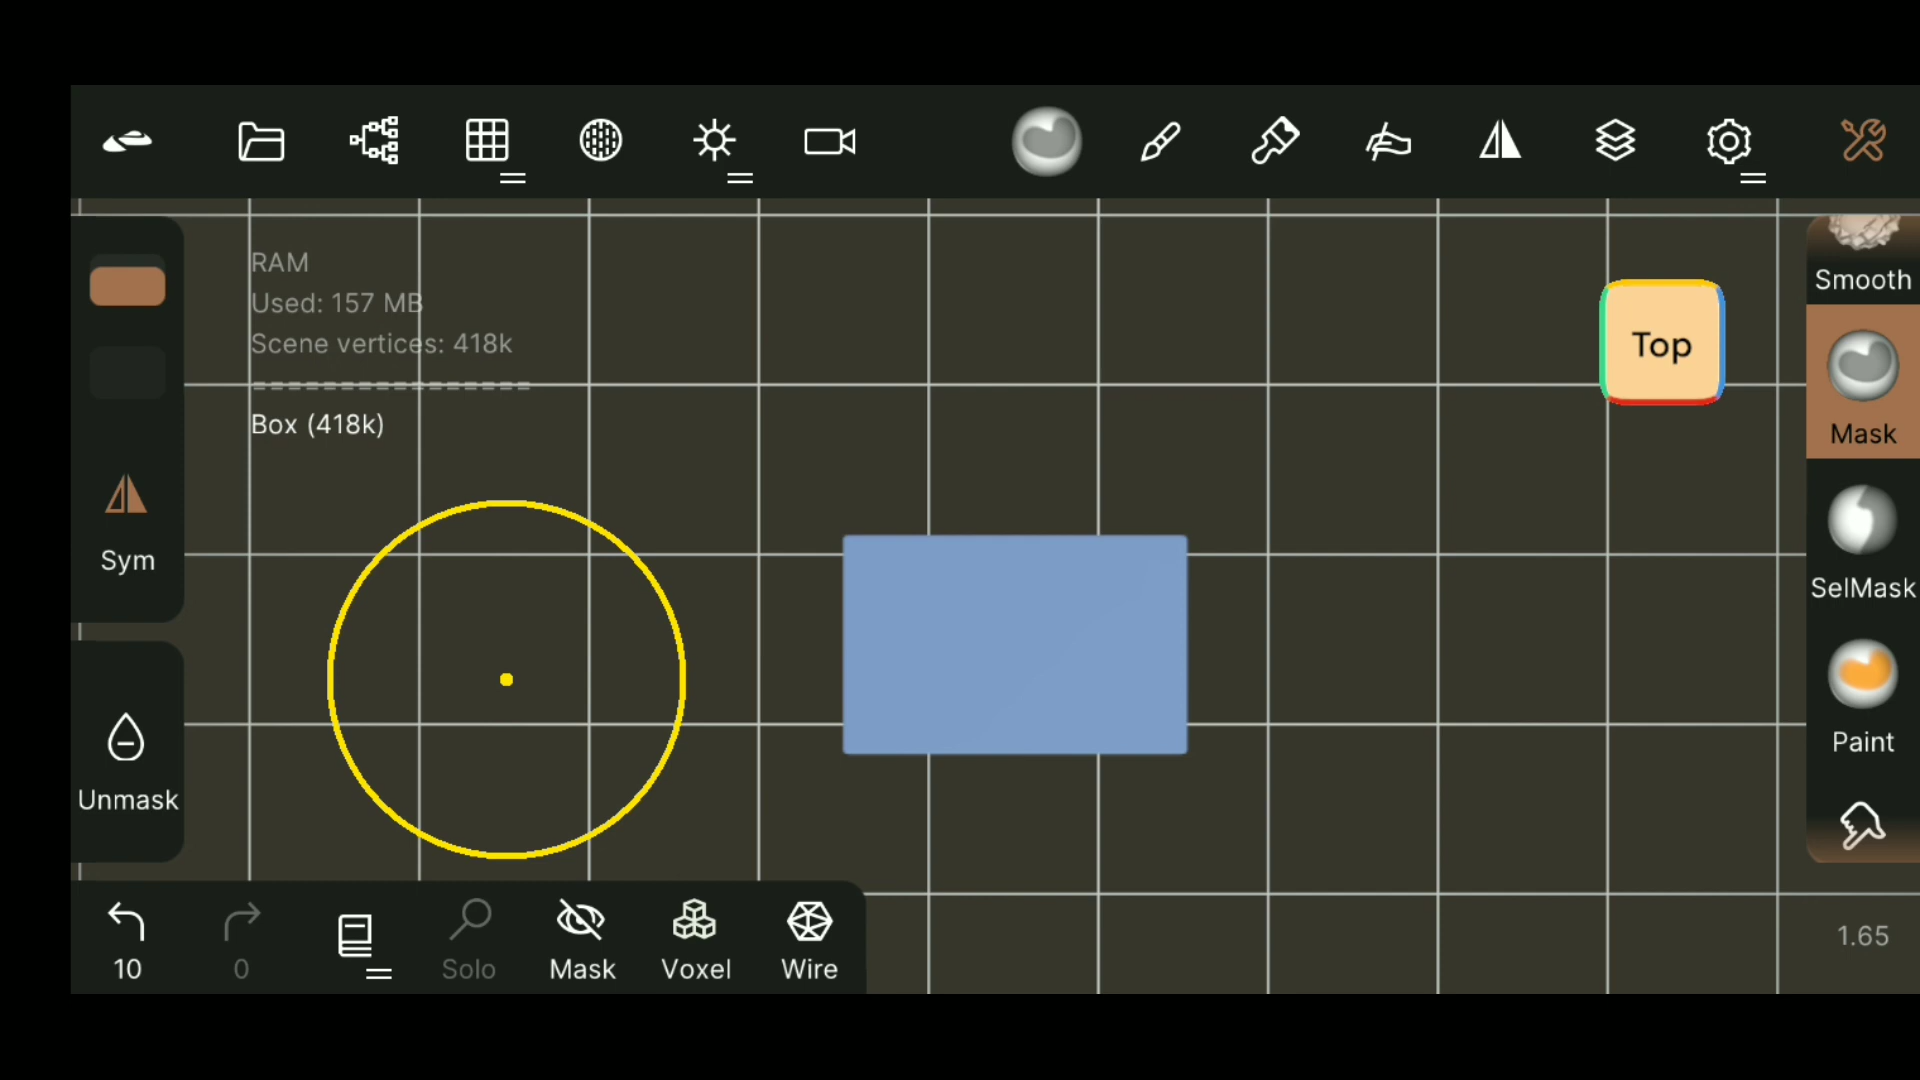 RAM
Used: 157 MB
Scene vertices: 418k
================
Box (418k)
Top
Smooth
Mask
SelMask
Paint
Sym
Unmask
10
0
Solo
Mask
Voxel
Wire
1.65